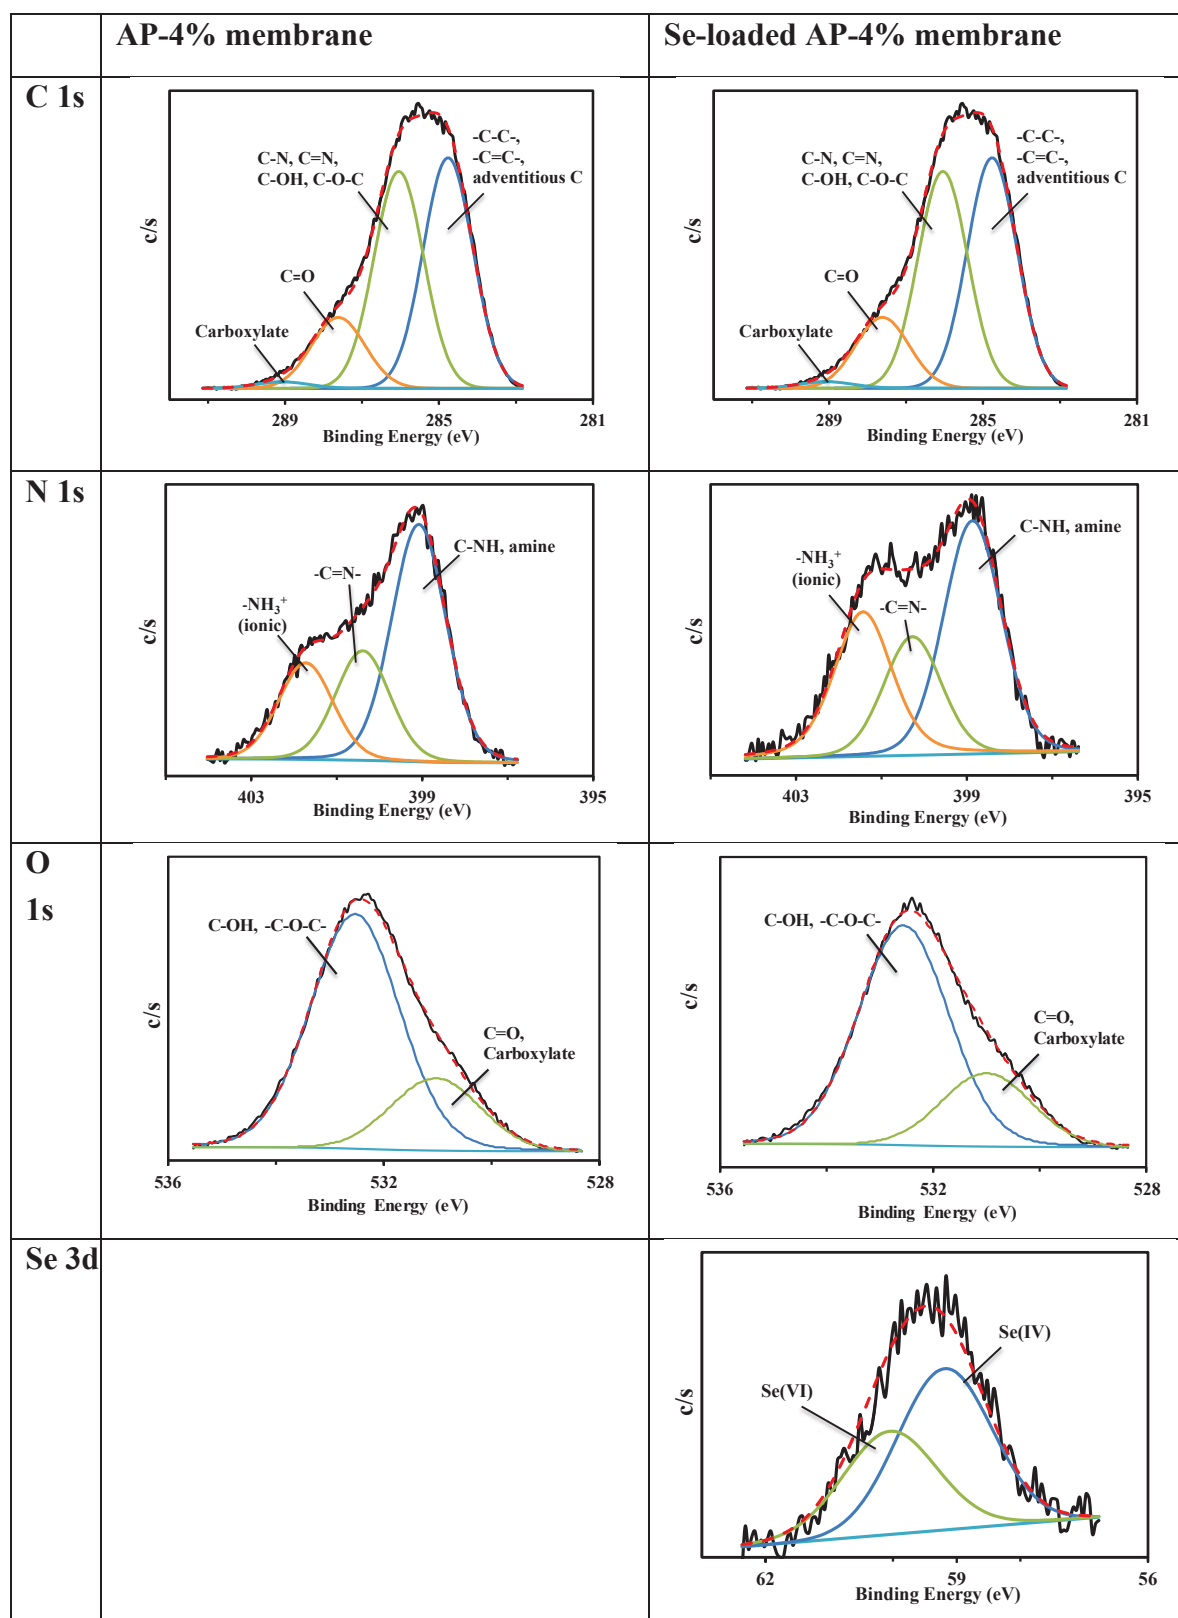 AP-4% membrane
Se-loaded AP-4% membrane
C 1s
c/s
C-N, C=N,
C-OH, C-O-C
-C-C-,
-C=C-,
adventitious C
C=O
Carboxylate
289
285
281
Binding Energy (eV)
c/s
C-N, C=N,
C-OH, C-O-C
-C-C-,
-C=C-,
adventitious C
C=O
Carboxylate
289
285
281
Binding Energy (eV)
N 1s
c/s
C-NH, amine
-C=N-
-NH₃⁺
(ionic)
403
399
395
Binding Energy (eV)
c/s
C-NH, amine
-NH₃⁺
(ionic)
-C=N-
403
399
395
Binding Energy (eV)
O
1s
c/s
C-OH, -C-O-C-
C=O,
Carboxylate
536
532
528
Binding Energy (eV)
c/s
C-OH, -C-O-C-
C=O,
Carboxylate
536
532
528
Binding Energy (eV)
Se 3d
c/s
Se(IV)
Se(VI)
62
59
56
Binding Energy (eV)